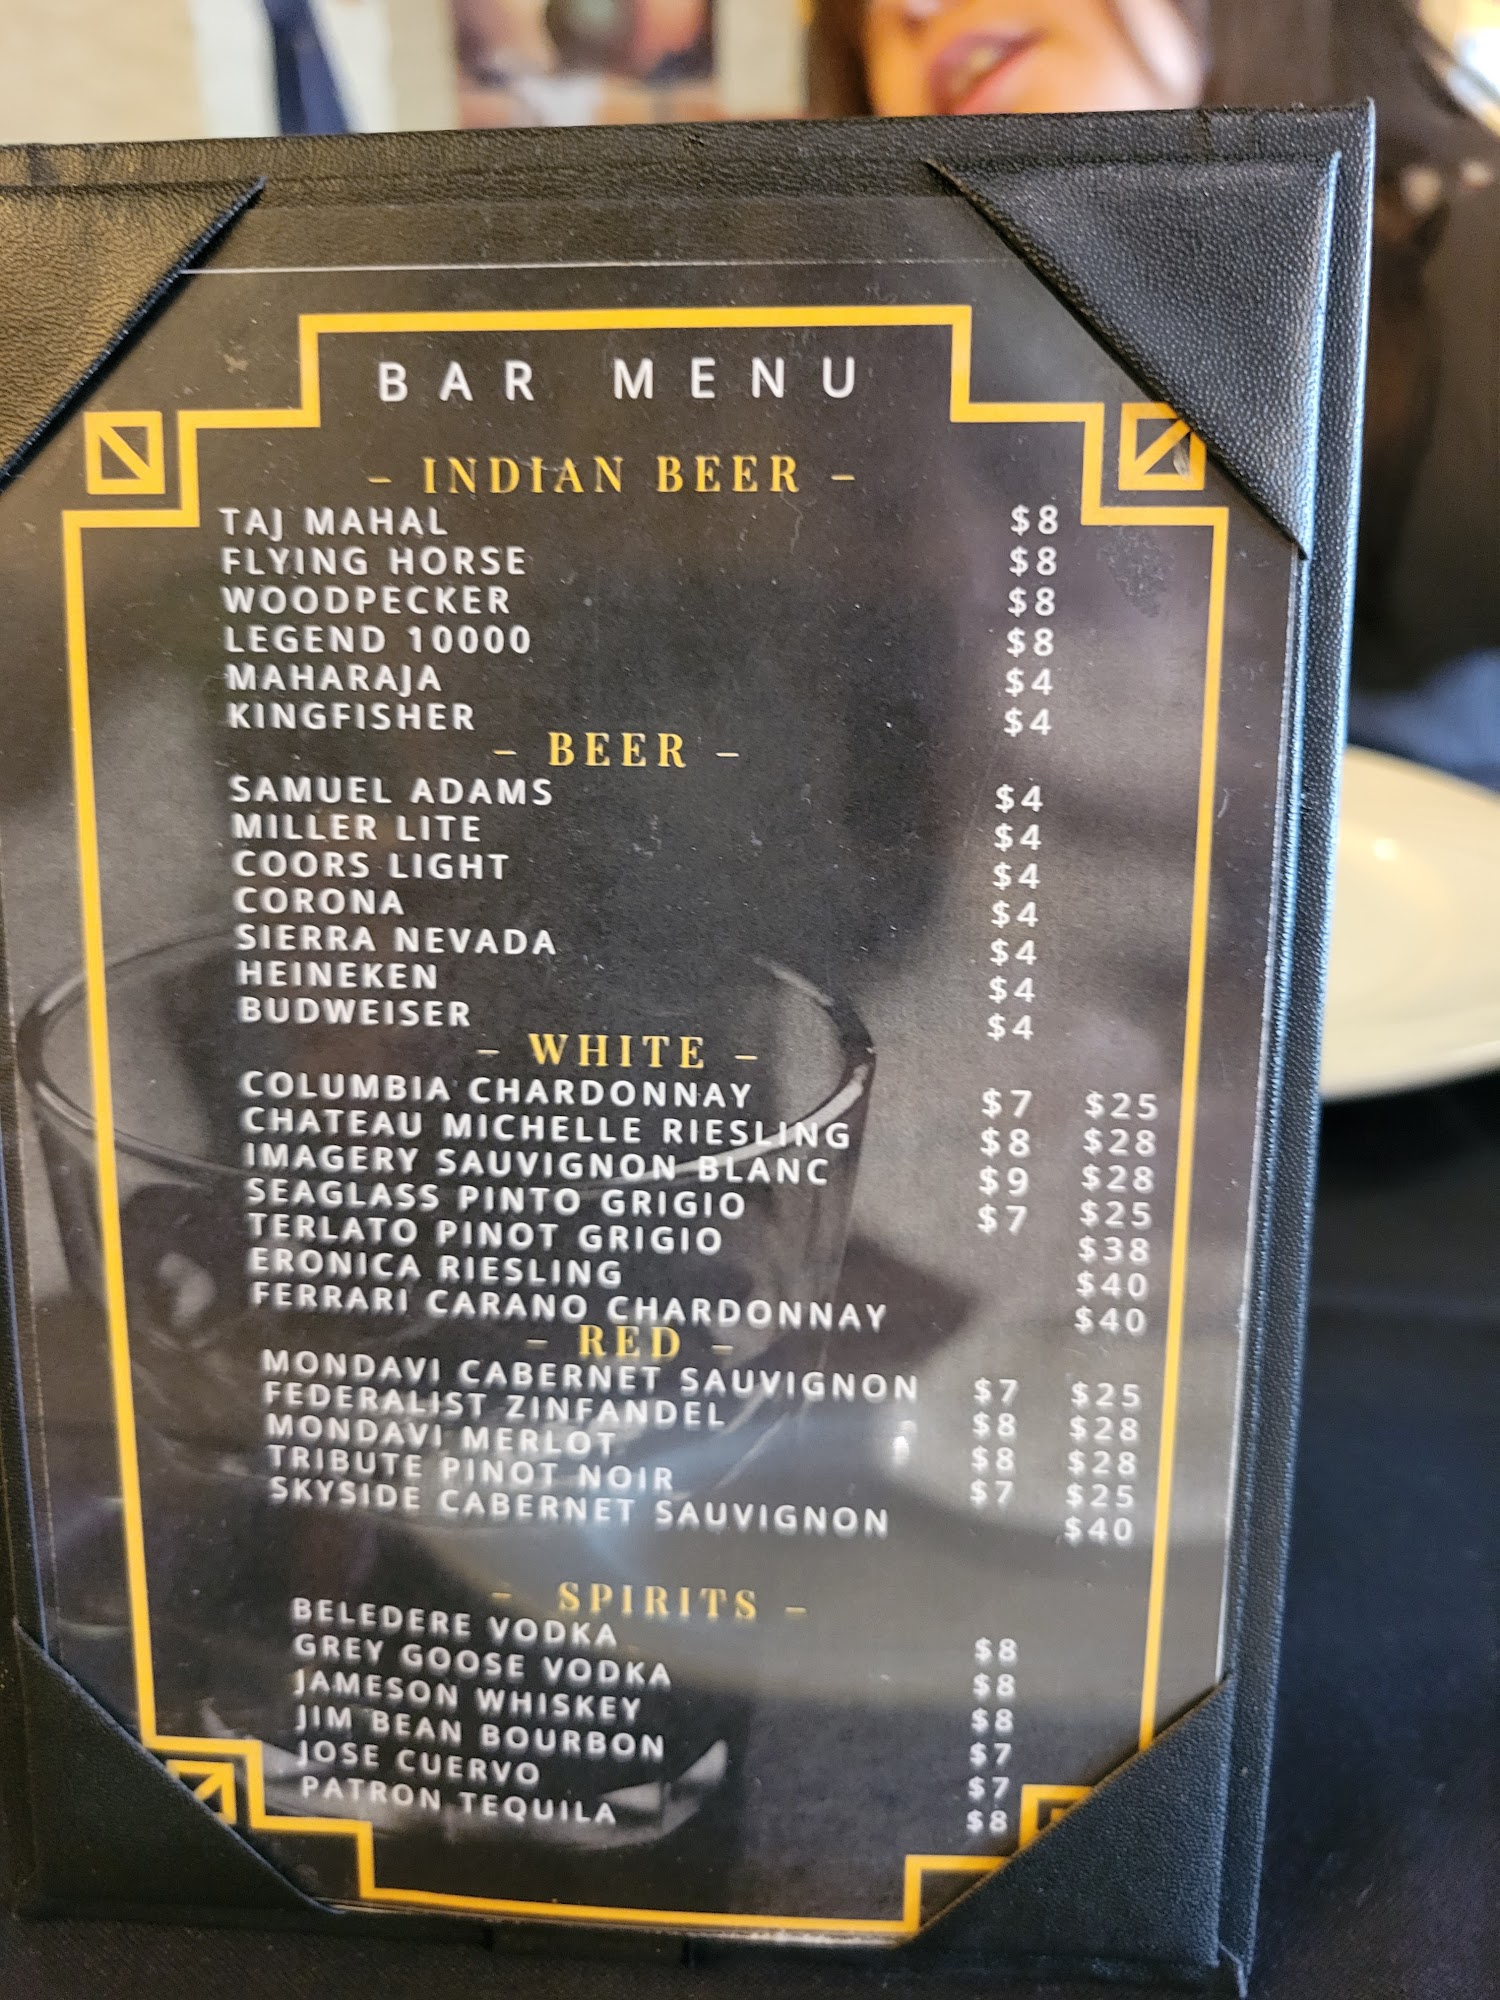 BAR MENU
- INDIAN BEER -
TAJ MAHAL $8
FLYING HORSE $8
WOODPECKER $8
LEGEND 10000 $8
MAHARAJA $4
KINGFISHER $4
- BEER -
SAMUEL ADAMS $4
MILLER LITE $4
COORS LIGHT $4
CORONA $4
SIERRA NEVADA $4
HEINEKEN $4
BUDWEISER $4
- WHITE -
COLUMBIA CHARDONNAY $7 $25
CHATEAU MICHELLE RIESLING $8 $28
IMAGERY SAUVIGNON BLANC $9 $28
SEAGLASS PINTO GRIGIO $7 $25
TERLATO PINOT GRIGIO $38
ERONICA RIESLING $40
FERRARI CARANO CHARDONNAY $40
- RED -
MONDAVI CABERNET SAUVIGNON $7 $25
FEDERALIST ZINFANDEL $8 $28
MONDAVI MERLOT $8 $28
TRIBUTE PINOT NOIR $7 $25
SKYSIDE CABERNET SAUVIGNON $40
- SPIRITS -
BELEDERE VODKA $8
GREY GOOSE VODKA $8
JAMESON WHISKEY $8
JIM BEAN BOURBON $7
JOSE CUERVO $7
PATRON TEQUILA $8